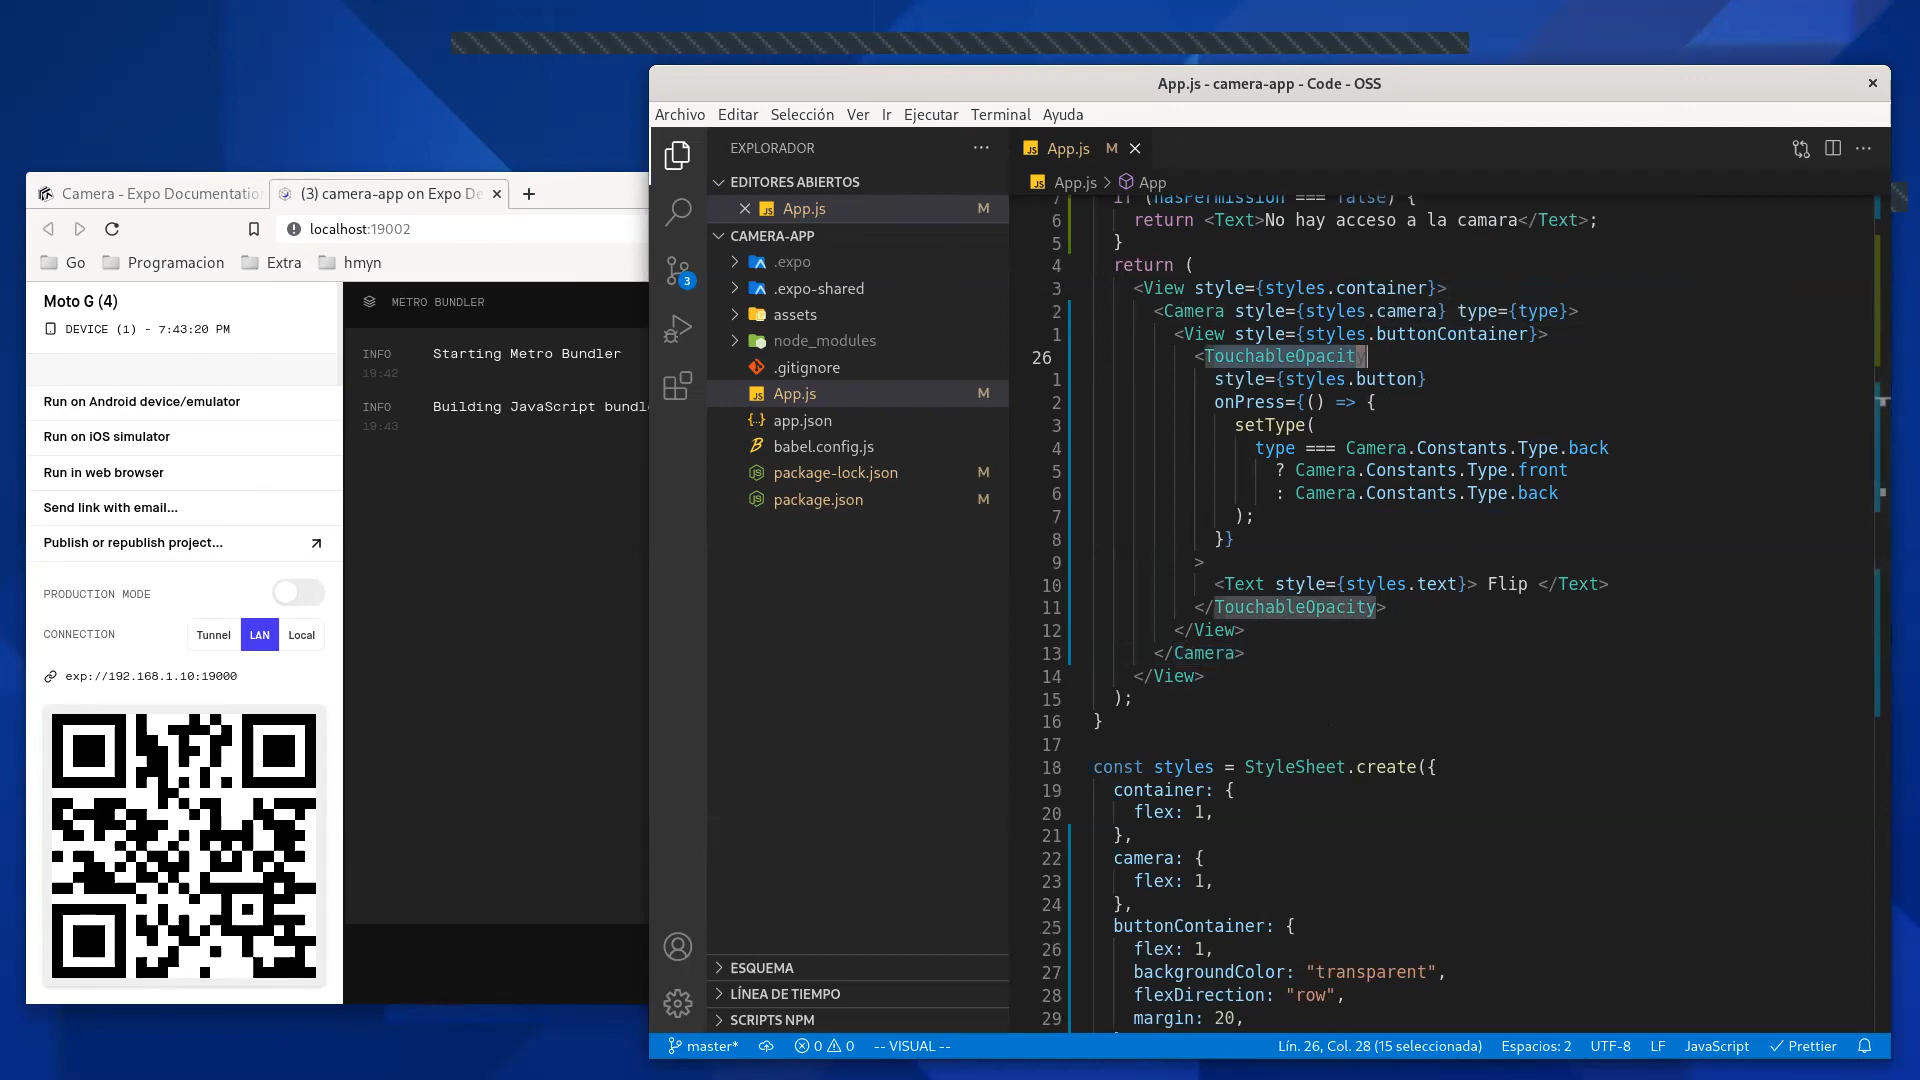 App.js - camera-app - Code - OSS
Archivo Editar Selección Ver Ir Ejecutar Terminal Ayuda
Camera - Expo Documentation
(3) camera-app on Expo De
localhost:19002
Go Programacion Extra hmyn
Moto G (4)
DEVICE (1) - 7:43:20 PM
Run on Android device/emulator
Run on iOS simulator
Run in web browser
Send link with email...
Publish or republish project...
PRODUCTION MODE
CONNECTION Tunnel LAN Local
exp://192.168.1.10:19000
METRO BUNDLER
INFO Starting Metro Bundler
19:42
INFO Building JavaScript bundle
19:43
EXPLORADOR
EDITORES ABIERTOS
App.js M
CAMERA-APP
.expo
.expo-shared
assets
node_modules
.gitignore
App.js M
app.json
babel.config.js
package-lock.json M
package.json M
ESQUEMA
LÍNEA DE TIEMPO
SCRIPTS NPM
3
App.js M
App.js > App
7 if (hasPermission === false) {
6 return <Text>No hay acceso a la camara</Text>;
5 }
4 return (
3 <View style={styles.container}>
2 <Camera style={styles.camera} type={type}>
1 <View style={styles.buttonContainer}>
26 <TouchableOpacity
1 style={styles.button}
2 onPress={() => {
3 setType(
4 type === Camera.Constants.Type.back
5 ? Camera.Constants.Type.front
6 : Camera.Constants.Type.back
7 );
8 }}
9 >
10 <Text style={styles.text}> Flip </Text>
11 </TouchableOpacity>
12 </View>
13 </Camera>
14 </View>
15 );
16 }
17
18 const styles = StyleSheet.create({
19 container: {
20 flex: 1,
21 },
22 camera: {
23 flex: 1,
24 },
25 buttonContainer: {
26 flex: 1,
27 backgroundColor: "transparent",
28 flexDirection: "row",
29 margin: 20,
master* 0 0 -- VISUAL -- Lín. 26, Col. 28 (15 seleccionada) Espacios: 2 UTF-8 LF JavaScript Prettier